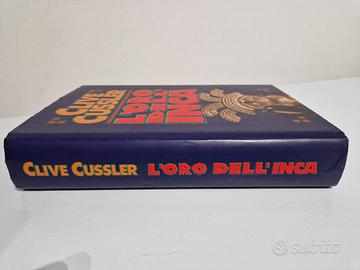 CLIVE
CUSSLER
L'ORO
DELL'
INCA
CLIVE CUSSLER L'ORO DELL'INCA
subito